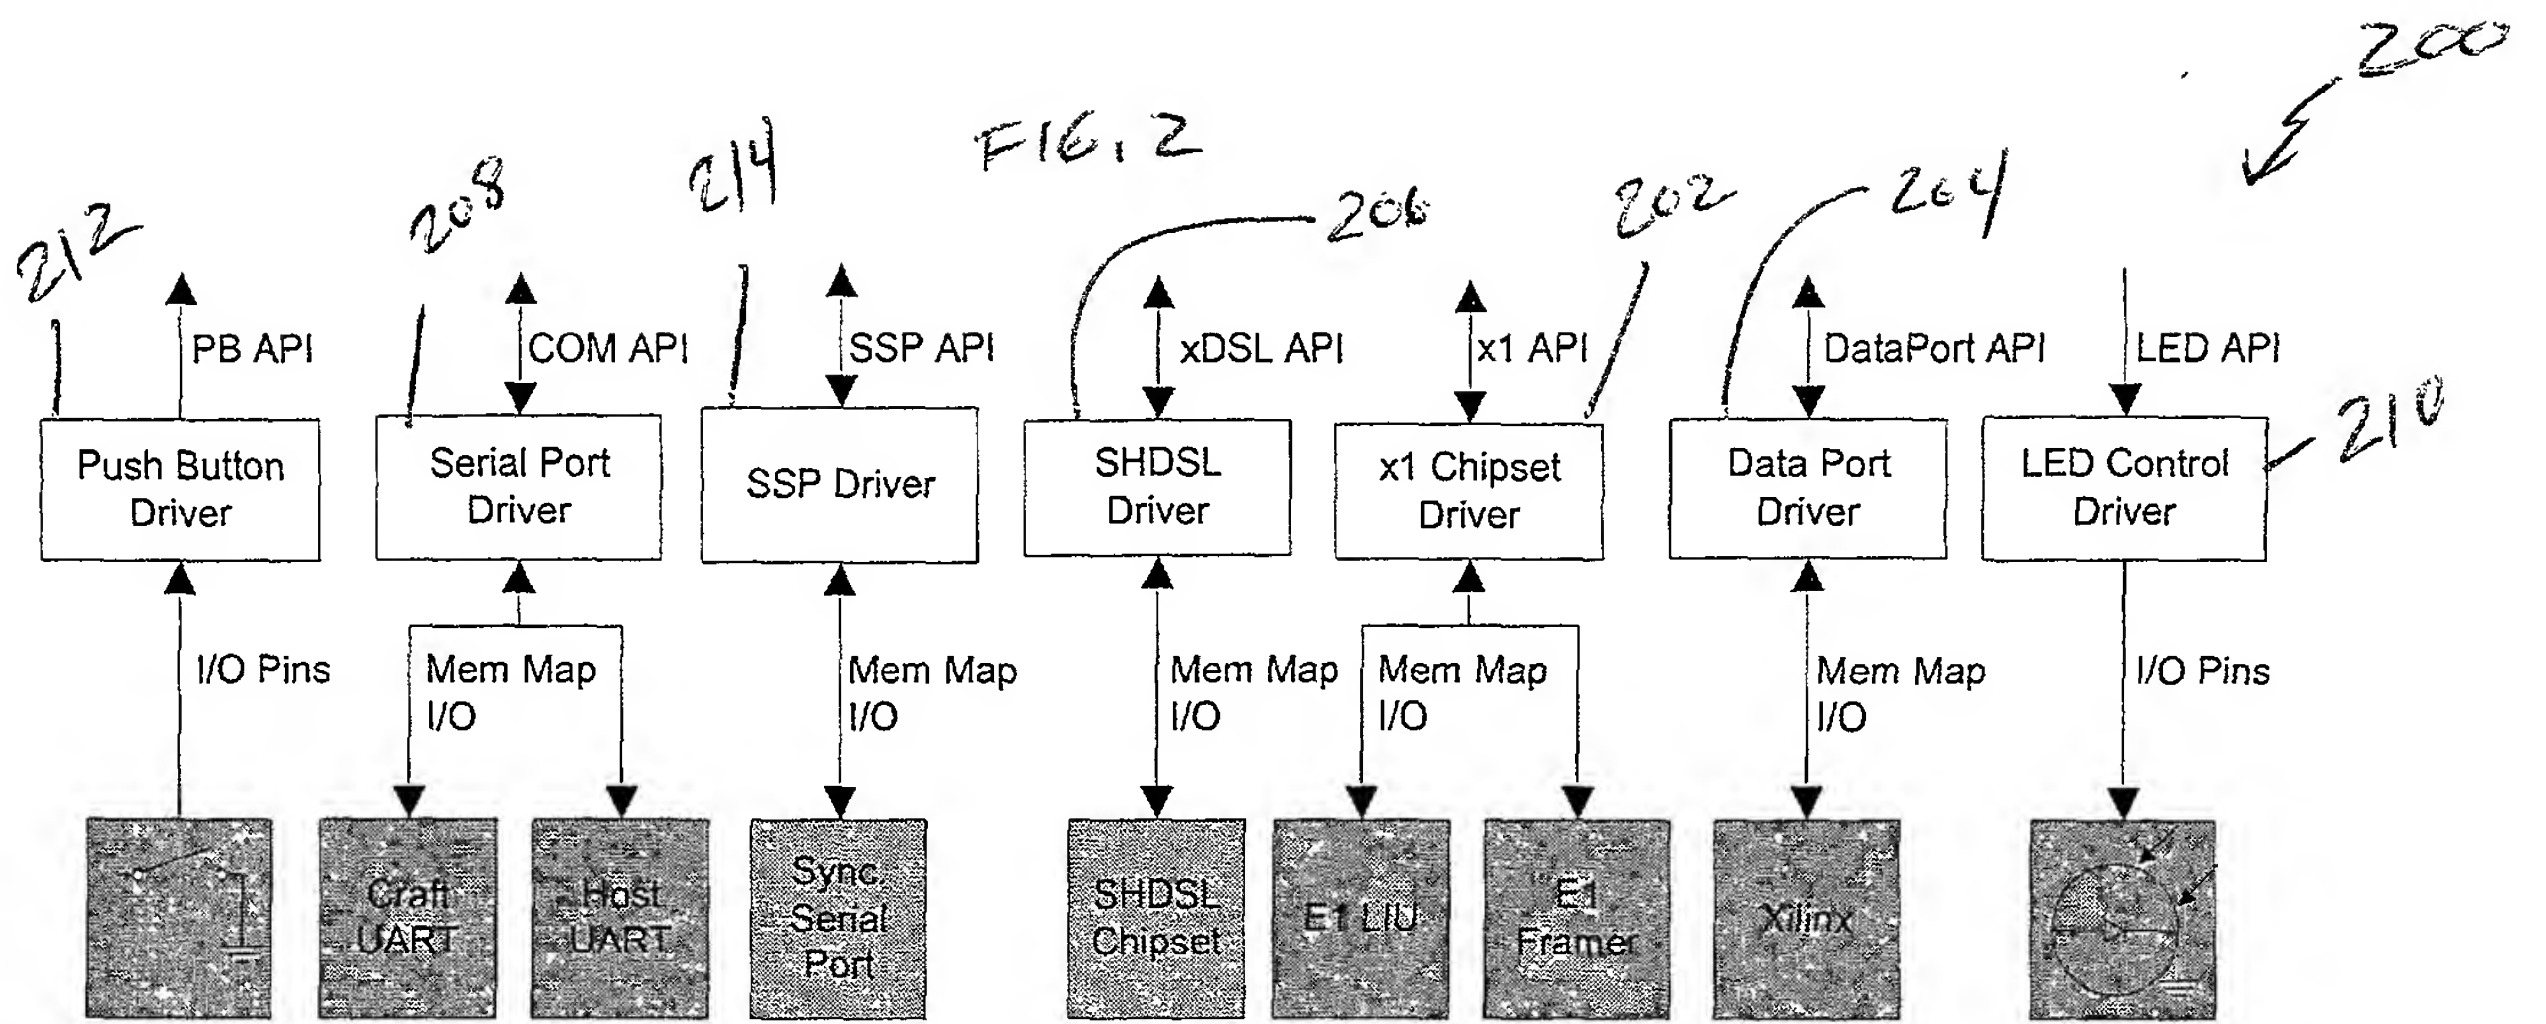 200
FIG. 2
212
208
214
206
202
204
PB API
COM API
SSP API
xDSL API
x1 API
DataPort API
LED API
210
Push Button
Driver
Serial Port
Driver
SSP Driver
SHDSL
Driver
x1 Chipset
Driver
Data Port
Driver
LED Control
Driver
I/O Pins
Mem Map
I/O
Mem Map
I/O
Mem Map
I/O
Mem Map
I/O
Mem Map
I/O
I/O Pins
Craft
UART
Host
UART
Sync.
Serial
Port
SHDSL
Chipset
E1 LIU
E1
Framer
Xilinx